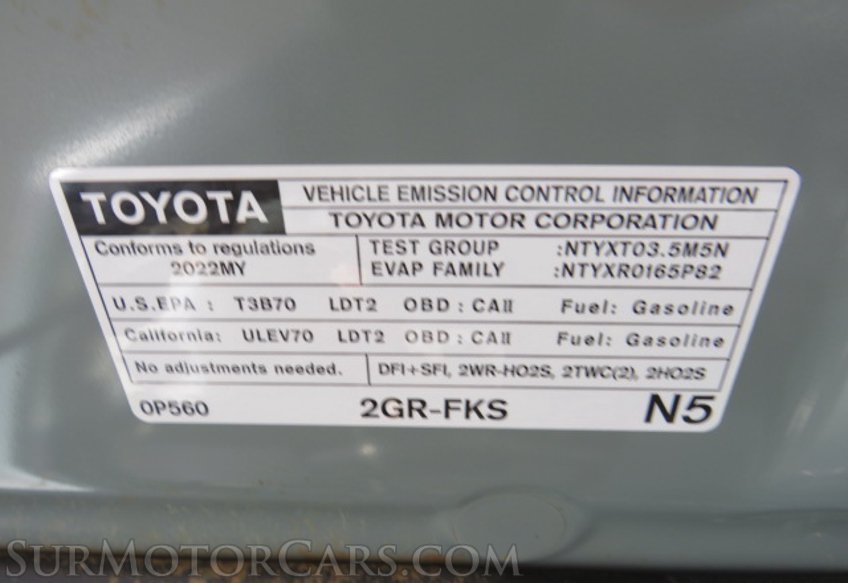 TOYOTA VEHICLE EMISSION CONTROL INFORMATION
TOYOTA MOTOR CORPORATION
Conforms to regulations TEST GROUP :NTYXT03.5M5N
2022MY EVAP FAMILY :NTYXR0165P82
U.S.EPA : T3B70 LDT2 OBD : CAII Fuel: Gasoline
California: ULEV70 LDT2 OBD : CAII Fuel: Gasoline
No adjustments needed. DFI+SFI, 2WR-HO2S, 2TWC(2), 2HO2S
0P560 2GR-FKS N5
SurMotorCars.com